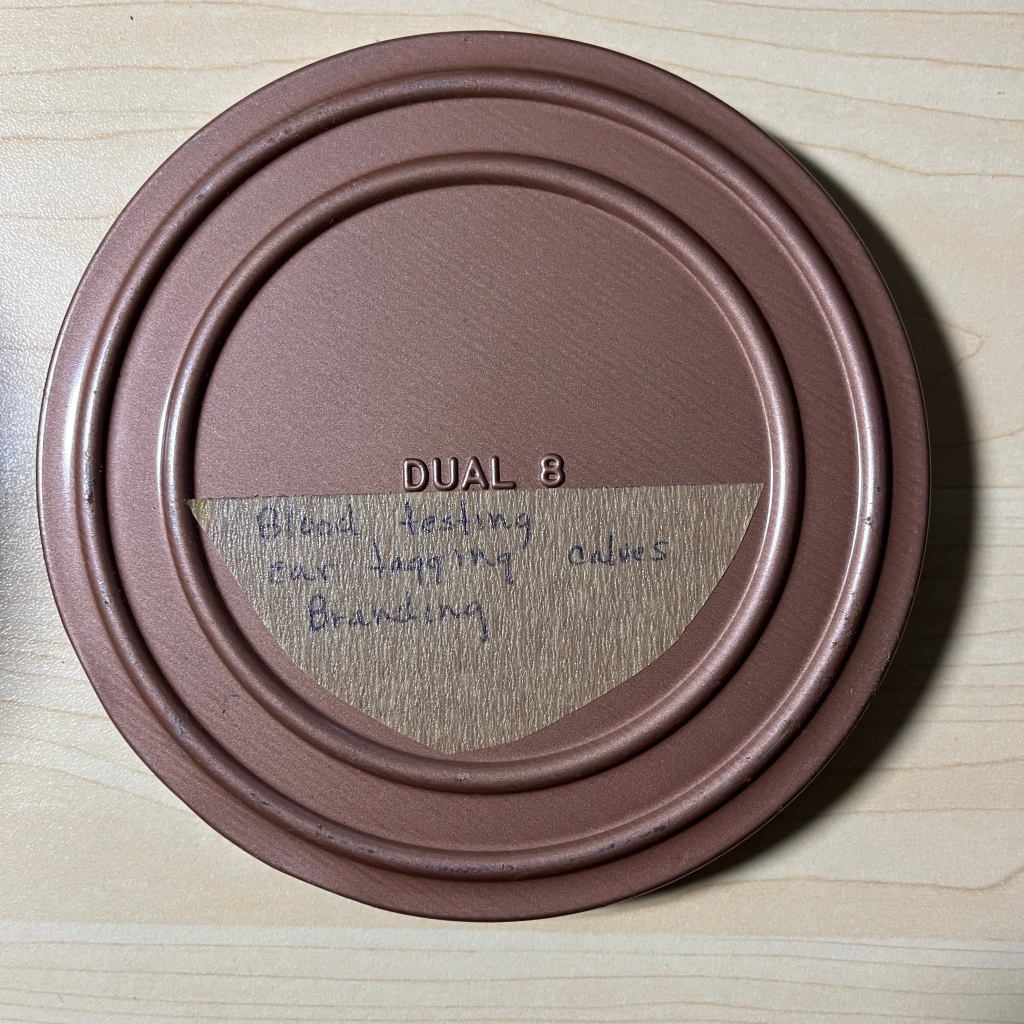 DUAL 8
Blood testing
Ear tagging calves
Branding